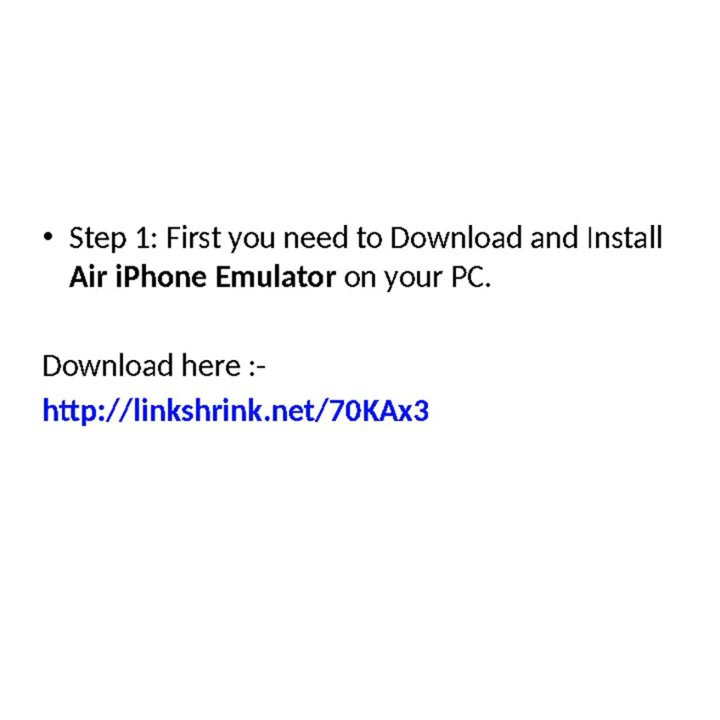 • Step 1: First you need to Download and Install
Air iPhone Emulator on your PC.
Download here :-
http://linkshrink.net/70KAx3